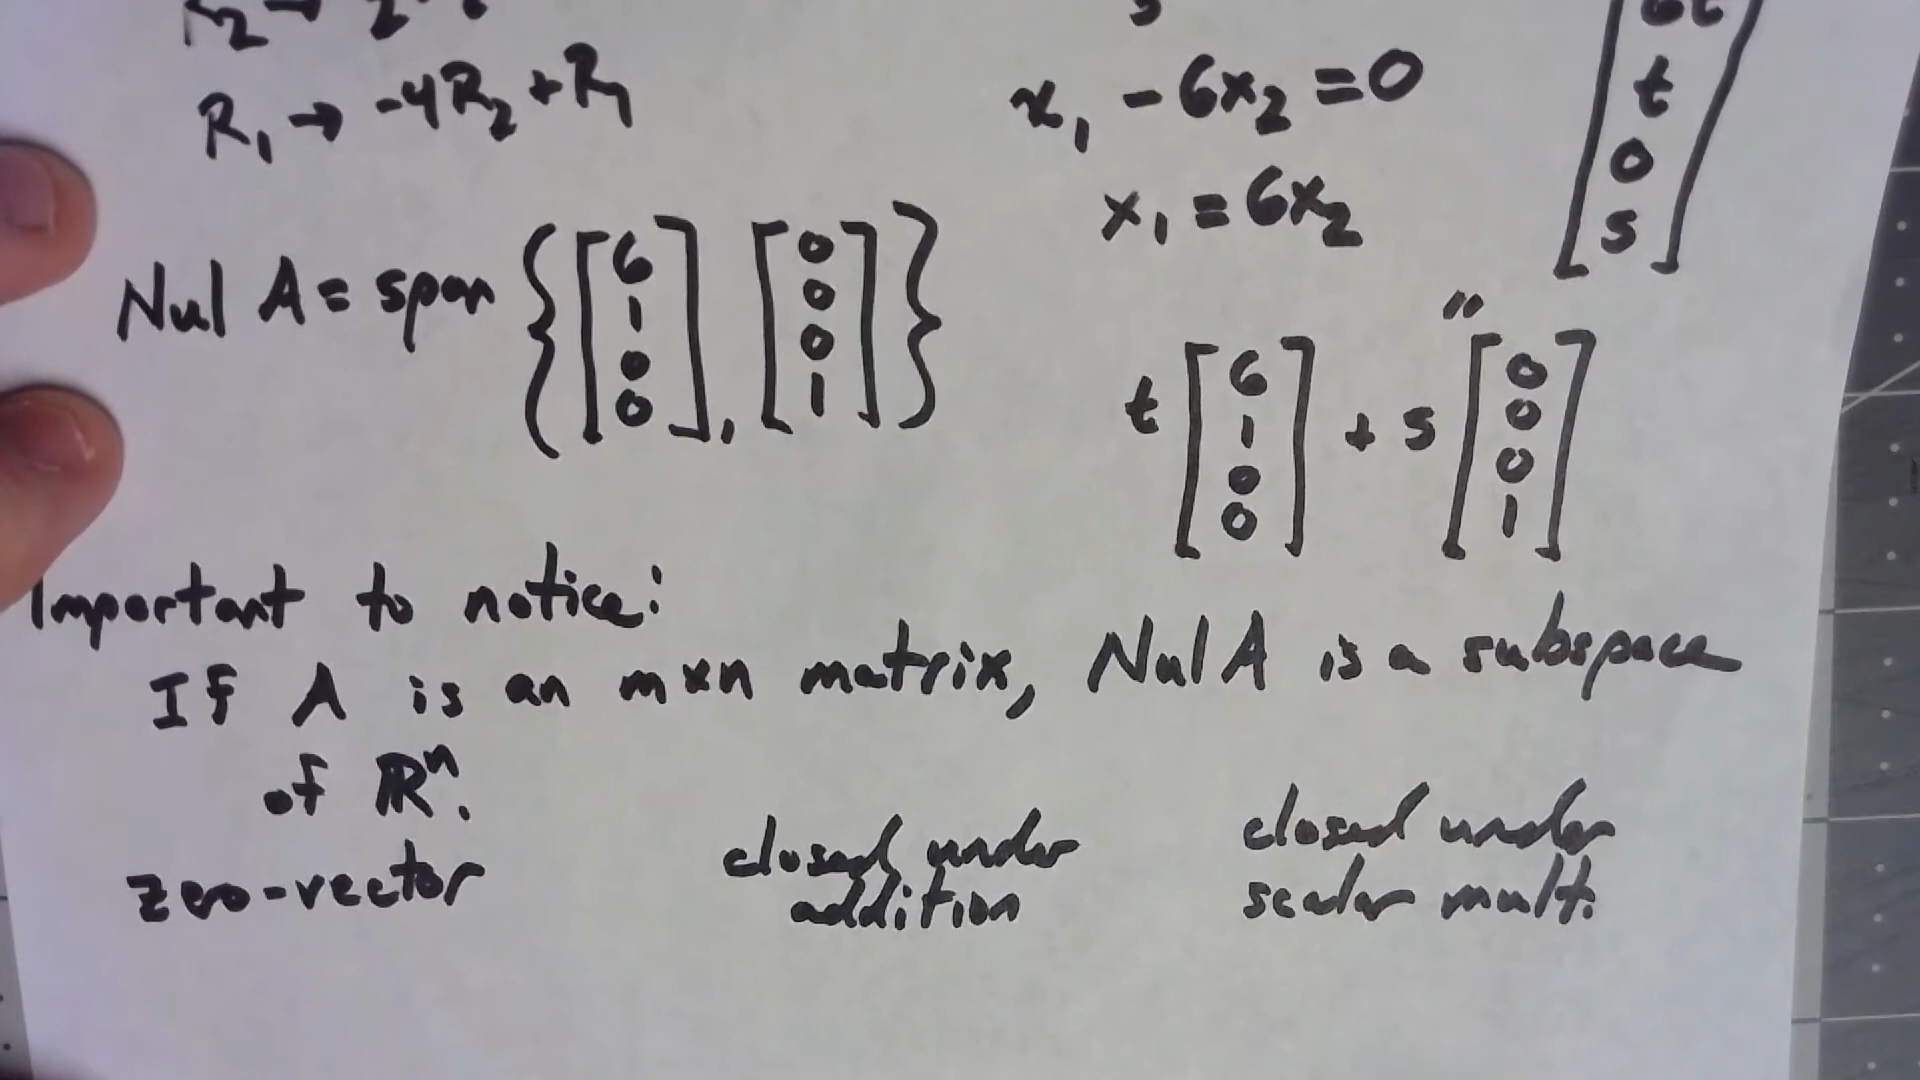 R₁ → -4R₂ + R₁
x₁ - 6x₂ = 0
x₁ = 6x₂
[6t
t
0
s]
Nul A = span { [6 1 0 0], [0 0 0 1] }
"
t [6 1 0 0] + s [0 0 0 1]
Important to notice:
If A is an m×n matrix, Nul A is a subspace
of ℝⁿ.
zero-vector
closed under
addition
closed under
scalar mult.